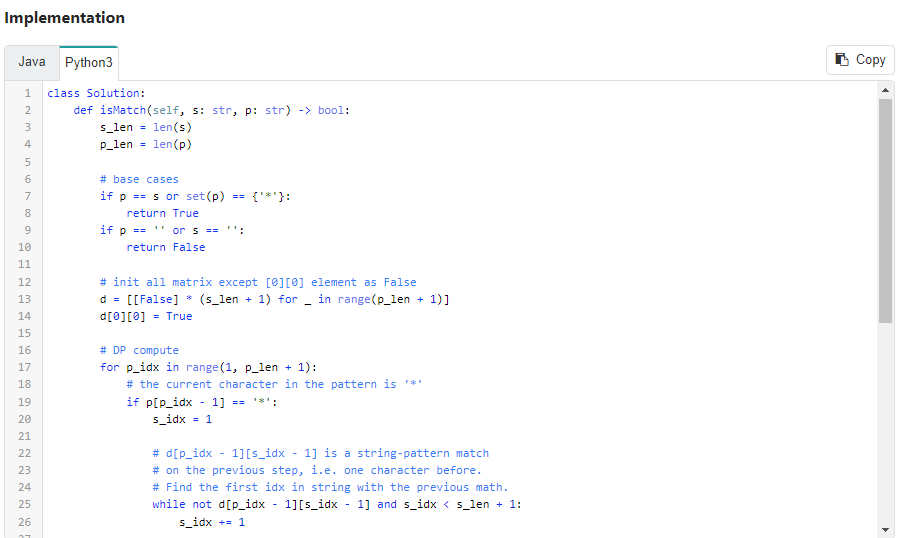 Implementation
Java Python3 Copy
1 class Solution:
2     def isMatch(self, s: str, p: str) -> bool:
3         s_len = len(s)
4         p_len = len(p)
5
6         # base cases
7         if p == s or set(p) == {'*'}:
8             return True
9         if p == '' or s == '':
10             return False
11
12         # init all matrix except [0][0] element as False
13         d = [[False] * (s_len + 1) for _ in range(p_len + 1)]
14         d[0][0] = True
15
16         # DP compute
17         for p_idx in range(1, p_len + 1):
18             # the current character in the pattern is '*'
19             if p[p_idx - 1] == '*':
20                 s_idx = 1
21
22                 # d[p_idx - 1][s_idx - 1] is a string-pattern match
23                 # on the previous step, i.e. one character before.
24                 # Find the first idx in string with the previous math.
25                 while not d[p_idx - 1][s_idx - 1] and s_idx < s_len + 1:
26                     s_idx += 1